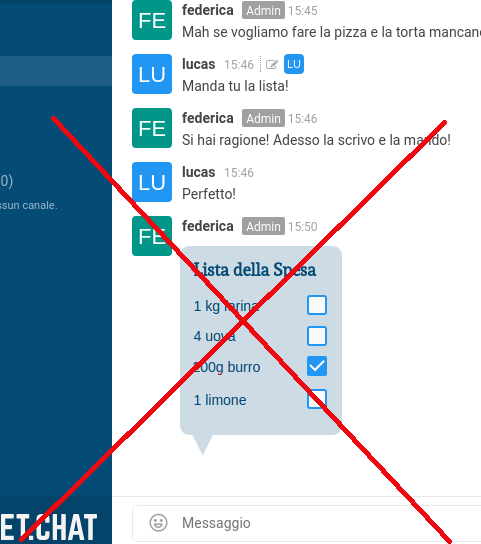 FE federica Admin 15:45
Mah se vogliamo fare la pizza e la torta mancan
LU lucas 15:46 LU
Manda tu la lista!
FE federica Admin 15:46
Si hai ragione! Adesso la scrivo e la mando!
0)
LU lucas 15:46
ssun canale.
Perfetto!
FE federica Admin 15:50
Lista della Spesa
1 kg farina
4 uova
200g burro
1 limone
ET.CHAT
Messaggio